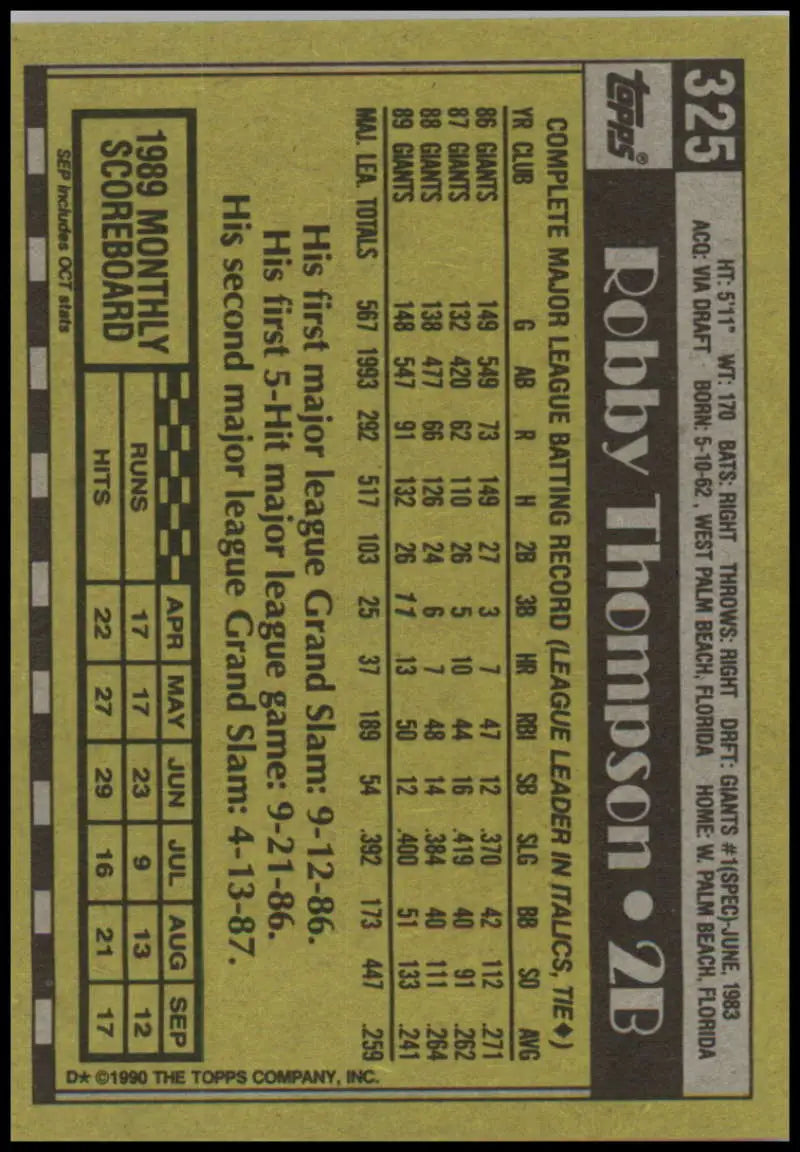 325
HT: 5'11" WT: 170 BATS: RIGHT THROWS: RIGHT DRFT: GIANTS #1(SPEC)-JUNE, 1983
ACQ: VIA DRAFT BORN: 5-10-62, WEST PALM BEACH, FLORIDA HOME: W. PALM BEACH, FLORIDA
topps®
Robby Thompson • 2B
COMPLETE MAJOR LEAGUE BATTING RECORD (LEAGUE LEADER IN ITALICS, TIE♦)
YR CLUB G AB R H 2B 3B HR RBI SB SLG BB SO AVG
86 GIANTS 149 549 73 149 27 3 7 47 12 .370 42 112 .271
87 GIANTS 132 420 62 110 26 5 10 44 16 .419 40 91 .262
88 GIANTS 138 477 66 126 24 6 7 48 14 .384 40 111 .264
89 GIANTS 148 547 91 132 26 11 13 50 12 .400 51 133 .241
MAJ. LEA. TOTALS 567 1993 292 517 103 25 37 189 54 .392 173 447 .259
His first major league Grand Slam: 9-12-86.
His first 5-Hit major league game: 9-21-86.
His second major league Grand Slam: 4-13-87.
1989 MONTHLY
SCOREBOARD
APR MAY JUN JUL AUG SEP
RUNS 17 17 23 9 13 12
HITS 22 27 29 16 21 17
SEP includes OCT stats
D* ©1990 THE TOPPS COMPANY, INC.